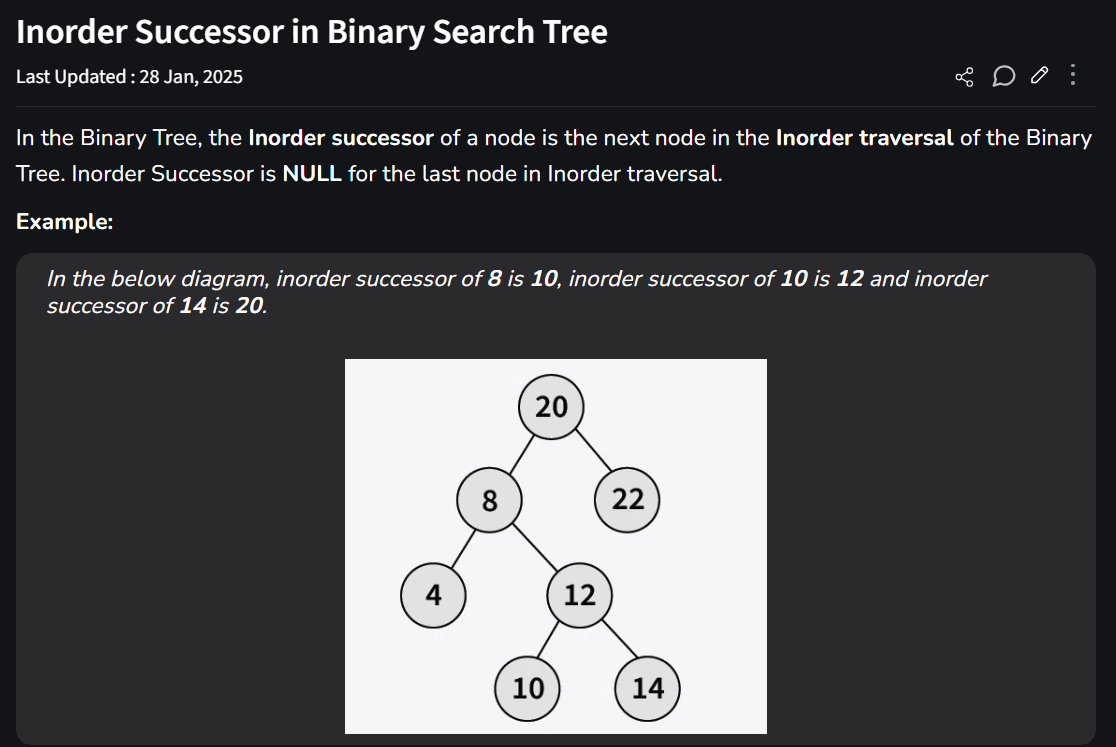 Inorder Successor in Binary Search Tree
Last Updated : 28 Jan, 2025
In the Binary Tree, the Inorder successor of a node is the next node in the Inorder traversal of the Binary
Tree. Inorder Successor is NULL for the last node in Inorder traversal.
Example:
In the below diagram, inorder successor of 8 is 10, inorder successor of 10 is 12 and inorder
successor of 14 is 20.
20
8 22
4 12
10 14